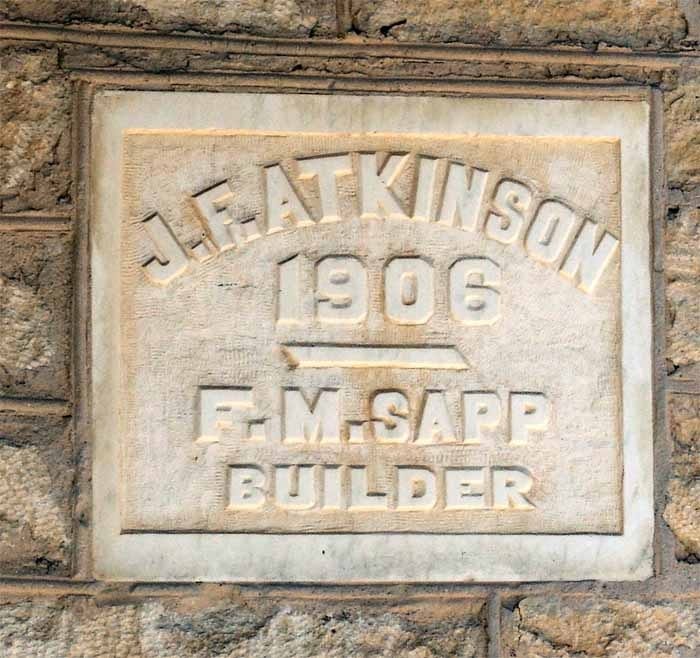 J.F. ATKINSON
1906
F.M. SAPP
BUILDER